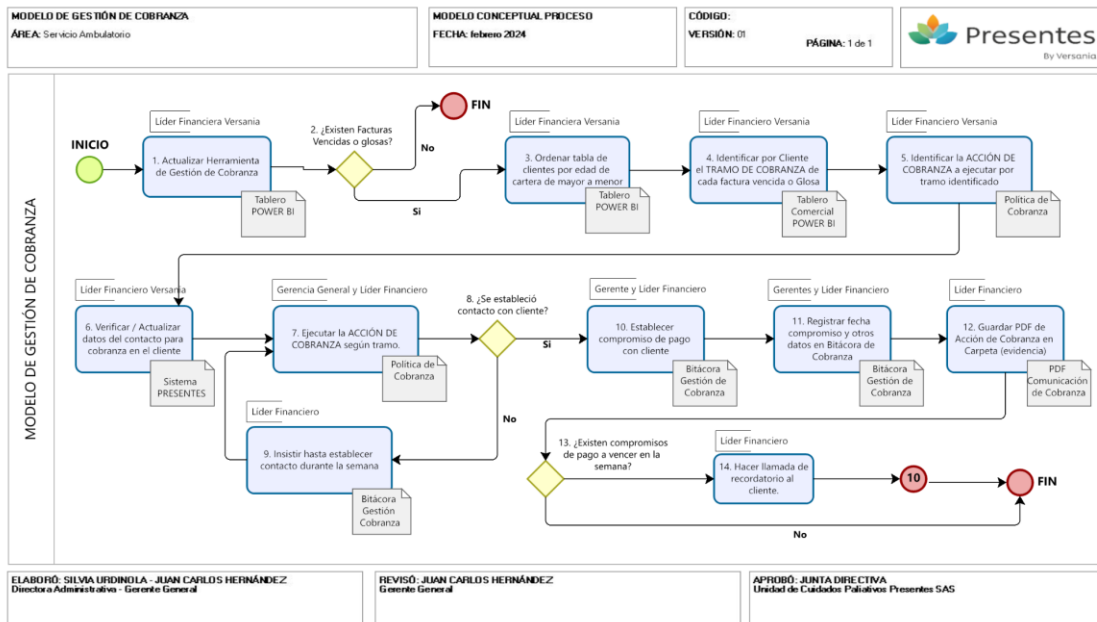 MODELO DE GESTIÓN DE COBRANZA
ÁREA: Servicio Ambulatorio
MODELO CONCEPTUAL PROCESO
FECHA: febrero 2024
CÓDIGO:
VERSIÓN: 01
PÁGINA: 1 de 1
Presentes
By Versania
MODELO DE GESTIÓN DE COBRANZA
INICIO
Líder Financiera Versania
1. Actualizar Herramienta
de Gestión de Cobranza
Tablero
POWER BI
2. ¿Existen Facturas
Vencidas o glosas?
No
FIN
Si
Líder Financiera Versania
3. Ordenar tabla de
clientes por edad de
cartera de mayor a menor
Tablero
POWER BI
Líder Financiero Versania
4. Identificar por Cliente
el TRAMO DE COBRANZA de
cada factura vencida o Glosa
Tablero
Comercial
POWER BI
Líder Financiera Versania
5. Identificar la ACCIÓN DE
COBRANZA a ejecutar por
tramo identificado
Política de
Cobranza
Líder Financiero Versania
6. Verificar / Actualizar
datos del contacto para
cobranza en el cliente
Sistema
PRESENTES
Gerencia General y Líder Financiero
7. Ejecutar la ACCIÓN DE
COBRANZA según tramo.
Política de
Cobranza
8. ¿Se estableció
contacto con cliente?
Si
No
Líder Financiero
9. Insistir hasta establecer
contacto durante la semana
Bitácora
Gestión
Cobranza
Gerente y Líder Financiero
10. Establecer
compromiso de pago
con cliente
Bitácora
Gestión de
Cobranza
Gerentes y Líder Financiero
11. Registrar fecha
compromiso y otros
datos en Bitácora de
Cobranza
Bitácora
Gestión de
Cobranza
Líder Financiero
12. Guardar PDF de
Acción de Cobranza en
Carpeta (evidencia)
PDF
Comunicación
de Cobranza
13. ¿Existen compromisos
de pago a vencer en la
semana?
Líder Financiero
14. Hacer llamada de
recordatorio al
cliente.
10
FIN
No
ELABORÓ: SILVIA URDINOLA - JUAN CARLOS HERNÁNDEZ
Directora Administrativa - Gerente General
REVISÓ: JUAN CARLOS HERNÁNDEZ
Gerente General
APROBÓ: JUNTA DIRECTIVA
Unidad de Cuidados Paliativos Presentes SAS